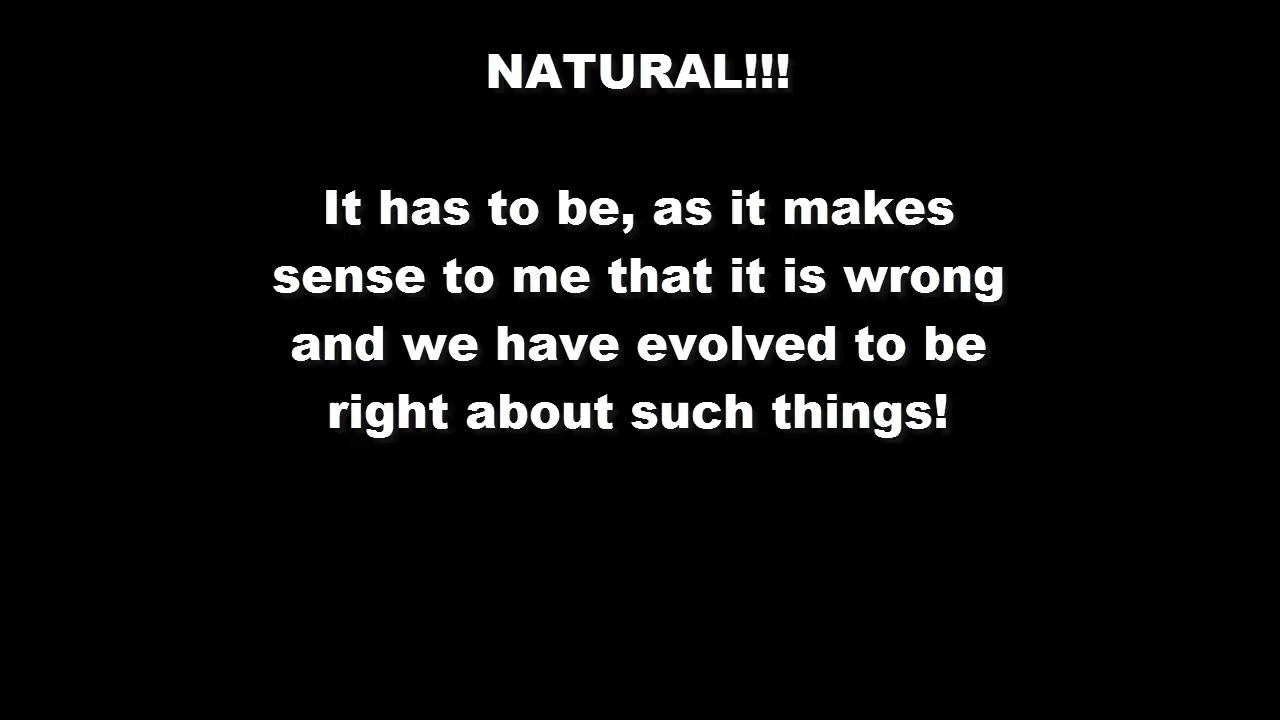 NATURAL!!!
It has to be, as it makes
sense to me that it is wrong
and we have evolved to be
right about such things!